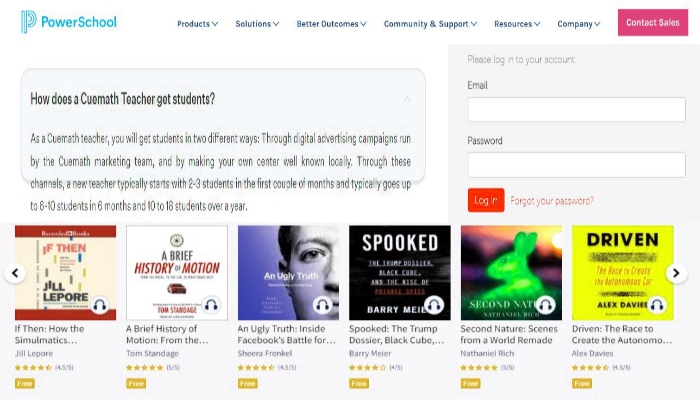 PowerSchool
Products Solutions Better Outcomes Community & Support Resources Company Contact Sales
Please log in to your account.
Email
Password
Log in Forgot your password?
How does a Cuemath Teacher get students?
As a Cuemath teacher, you will get students in two different ways: Through digital advertising campaigns run
by the Cuemath marketing team, and by making your own center well known locally. Through these
channels, a new teacher typically starts with 2-3 students in the first couple of months and typically goes up
to 6-10 students in 6 months and 10 to 18 students over a year.
Recorded Books
IF THEN
JILL
LEPORE
A BRIEF
HISTORY OF MOTION
TOM STANDAGE
An Ugly Truth
SPOOKED
THE TRUMP
DOSSIER, BLACK
CUBE, AND THE RISE OF
PRIVATE SPIES
BARRY MEIER
SECOND NATURE
NATHANIEL RICH
DRIVEN
The Race to Create
the Autonomous Car
ALEX DAVIES
If Then: How the
Simulmatics...
Jill Lepore
(4.5/5)
Free
A Brief History of
Motion: From the...
Tom Standage
(5/5)
Free
An Ugly Truth: Inside
Facebook's Battle for...
Sheera Frenkel
(4.5/5)
Free
Spooked: The Trump
Dossier, Black Cube,...
Barry Meier
(4/5)
Free
Second Nature: Scenes
from a World Remade
Nathaniel Rich
(5/5)
Free
Driven: The Race to
Create the Autonomo...
Alex Davies
(4.5/5)
Free